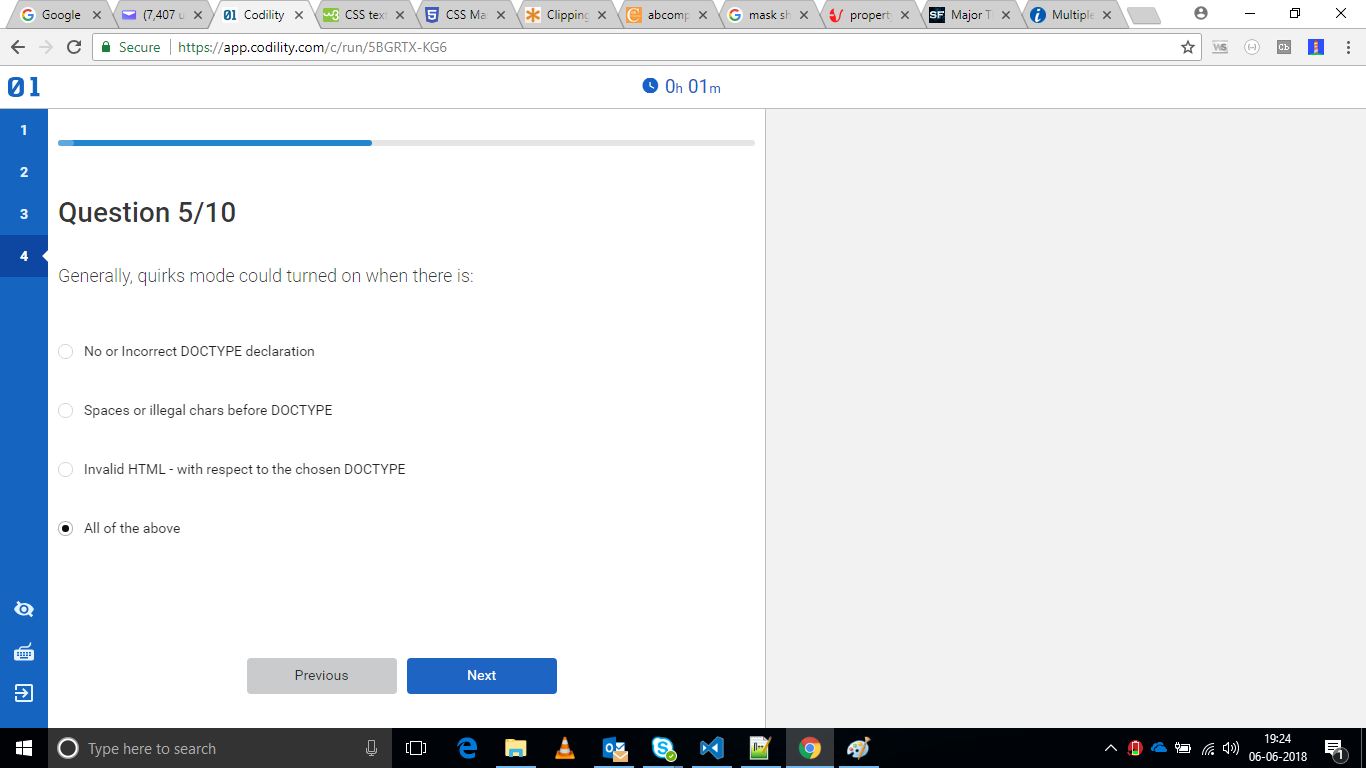 Google
(7,407 u
01 Codility
CSS text
CSS Ma
Clipping
abcomp
mask sh
propert
SF Major T
Multiple
Secure https://app.codility.com/c/run/5BGRTX-KG6
01
0h 01m
1
2
3
4
Question 5/10
Generally, quirks mode could turned on when there is:
No or Incorrect DOCTYPE declaration
Spaces or illegal chars before DOCTYPE
Invalid HTML - with respect to the chosen DOCTYPE
All of the above
Previous
Next
Type here to search
19:24
06-06-2018
1